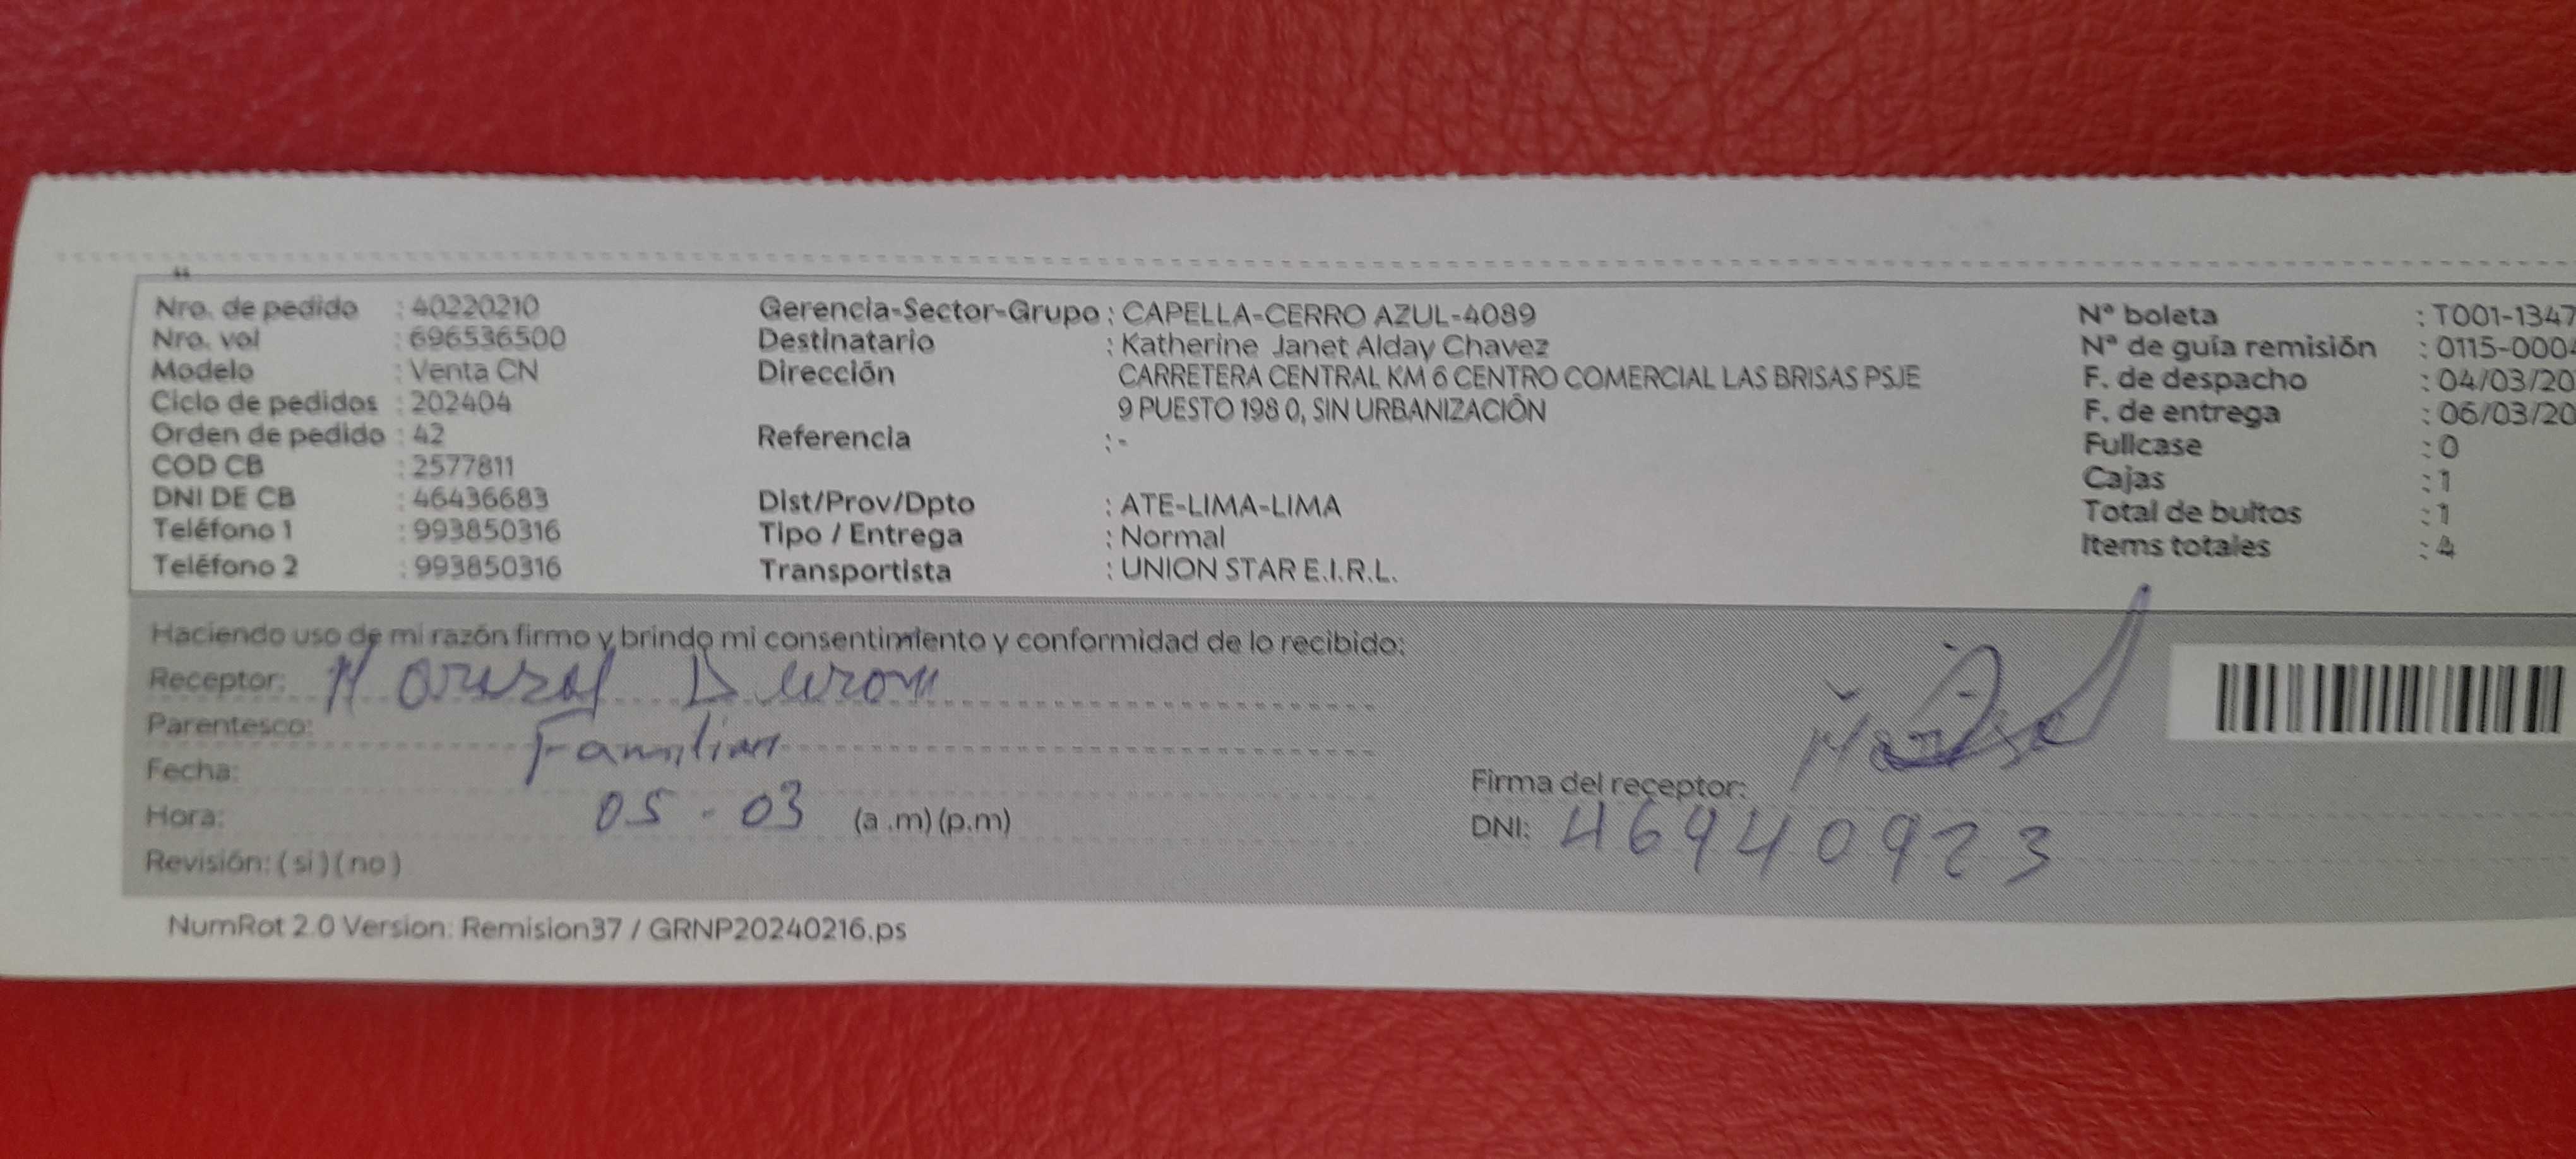 Nro. de pedido : 40220210
Nro. vol : 696536500
Modelo : Venta CN
Ciclo de pedidos : 202404
Orden de pedido : 42
COD CB : 2577811
DNI DE CB : 46436683
Teléfono 1 : 993850316
Teléfono 2 : 993850316
Gerencia-Sector-Grupo : CAPELLA-CERRO AZUL-4089
Destinatario : Katherine Janet Alday Chavez
Dirección CARRETERA CENTRAL KM 6 CENTRO COMERCIAL LAS BRISAS PSJE
9 PUESTO 198 0, SIN URBANIZACIÓN
Referencia : -
Dist/Prov/Dpto : ATE-LIMA-LIMA
Tipo / Entrega : Normal
Transportista : UNION STAR E.I.R.L.
N° boleta : T001-1347
N° de guía remisión : 0115-0004
F. de despacho : 04/03/20
F. de entrega : 06/03/20
Fullcase : 0
Cajas : 1
Total de bultos : 1
Items totales : 4
Haciendo uso de mi razón firmo y brindo mi consentimiento y conformidad de lo recibido:
Receptor:
Parentesco: Familiar
Fecha: 05 - 03
Hora: (a .m) (p.m)
Revisión: ( si ) ( no )
Firma del receptor:
DNI: 46940923
NumRot 2.0 Version: Remision37 / GRNP20240216.ps